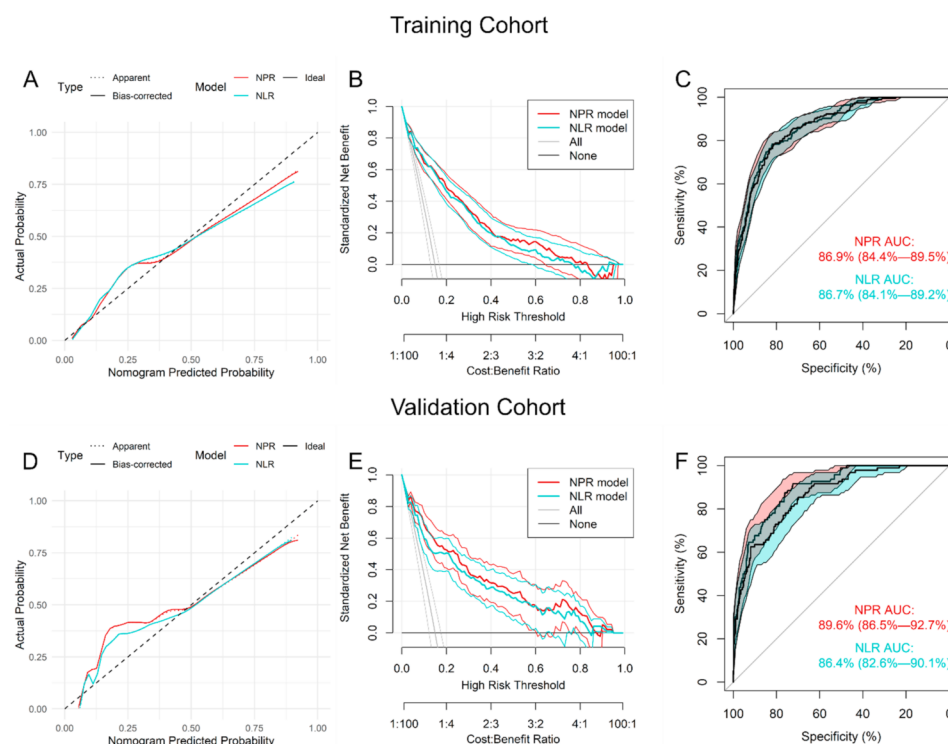 Training Cohort
A
Type
Apparent
Bias-corrected
Model
NPR
NLR
Ideal
1.00
0.75
0.50
0.25
0.00
Actual Probability
0.00 0.25 0.50 0.75 1.00
Nomogram Predicted Probability
B
NPR model
NLR model
All
None
1.0
0.8
0.6
0.4
0.2
0.0
Standardized Net Benefit
0.0 0.2 0.4 0.6 0.8 1.0
High Risk Threshold
1:100 1:4 2:3 3:2 4:1 100:1
Cost:Benefit Ratio
C
100
80
60
40
20
0
Sensitivity (%)
NPR AUC:
86.9% (84.4%—89.5%)
NLR AUC:
86.7% (84.1%—89.2%)
100 80 60 40 20 0
Specificity (%)
Validation Cohort
D
Type
Apparent
Bias-corrected
Model
NPR
NLR
Ideal
1.00
0.75
0.50
0.25
0.00
Actual Probability
0.00 0.25 0.50 0.75 1.00
Nomogram Predicted Probability
E
NPR model
NLR model
All
None
1.0
0.8
0.6
0.4
0.2
0.0
Standardized Net Benefit
0.0 0.2 0.4 0.6 0.8 1.0
High Risk Threshold
1:100 1:4 2:3 3:2 4:1 100:1
Cost:Benefit Ratio
F
100
80
60
40
20
0
Sensitivity (%)
NPR AUC:
89.6% (86.5%—92.7%)
NLR AUC:
86.4% (82.6%—90.1%)
100 80 60 40 20 0
Specificity (%)